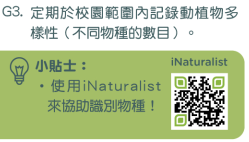 G3. 定期於校園範圍內記錄動植物多
樣性（不同物種的數目）。
小貼士：
iNaturalist
• 使用iNaturalist
來協助識別物種！